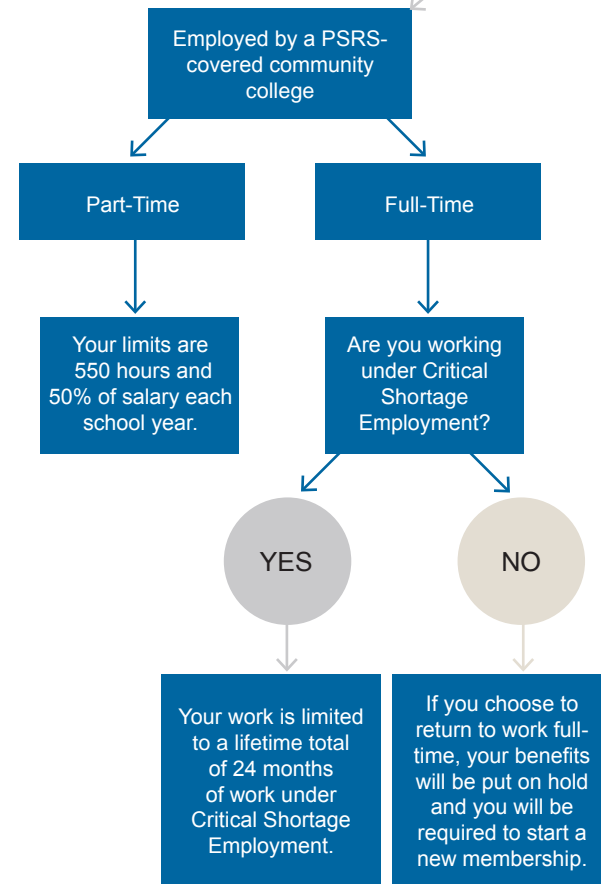 Employed by a PSRS-
covered community
college
Part-Time
Full-Time
Your limits are
550 hours and
50% of salary each
school year.
Are you working
under Critical
Shortage
Employment?
YES
NO
Your work is limited
to a lifetime total
of 24 months
of work under
Critical Shortage
Employment.
If you choose to
return to work full-
time, your benefits
will be put on hold
and you will be
required to start a
new membership.